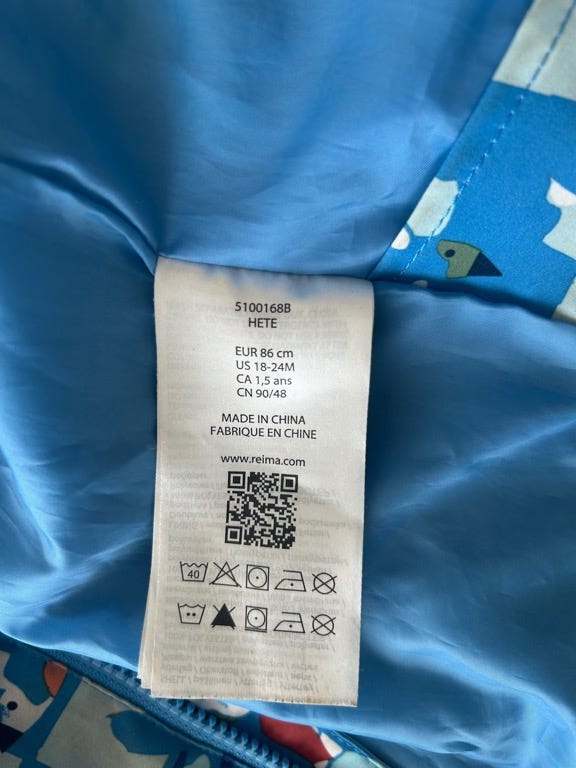 5100168B
HETE
EUR 86 cm
US 18-24M
CA 1,5 ans
CN 90/48
MADE IN CHINA
FABRIQUE EN CHINE
www.reima.com
40